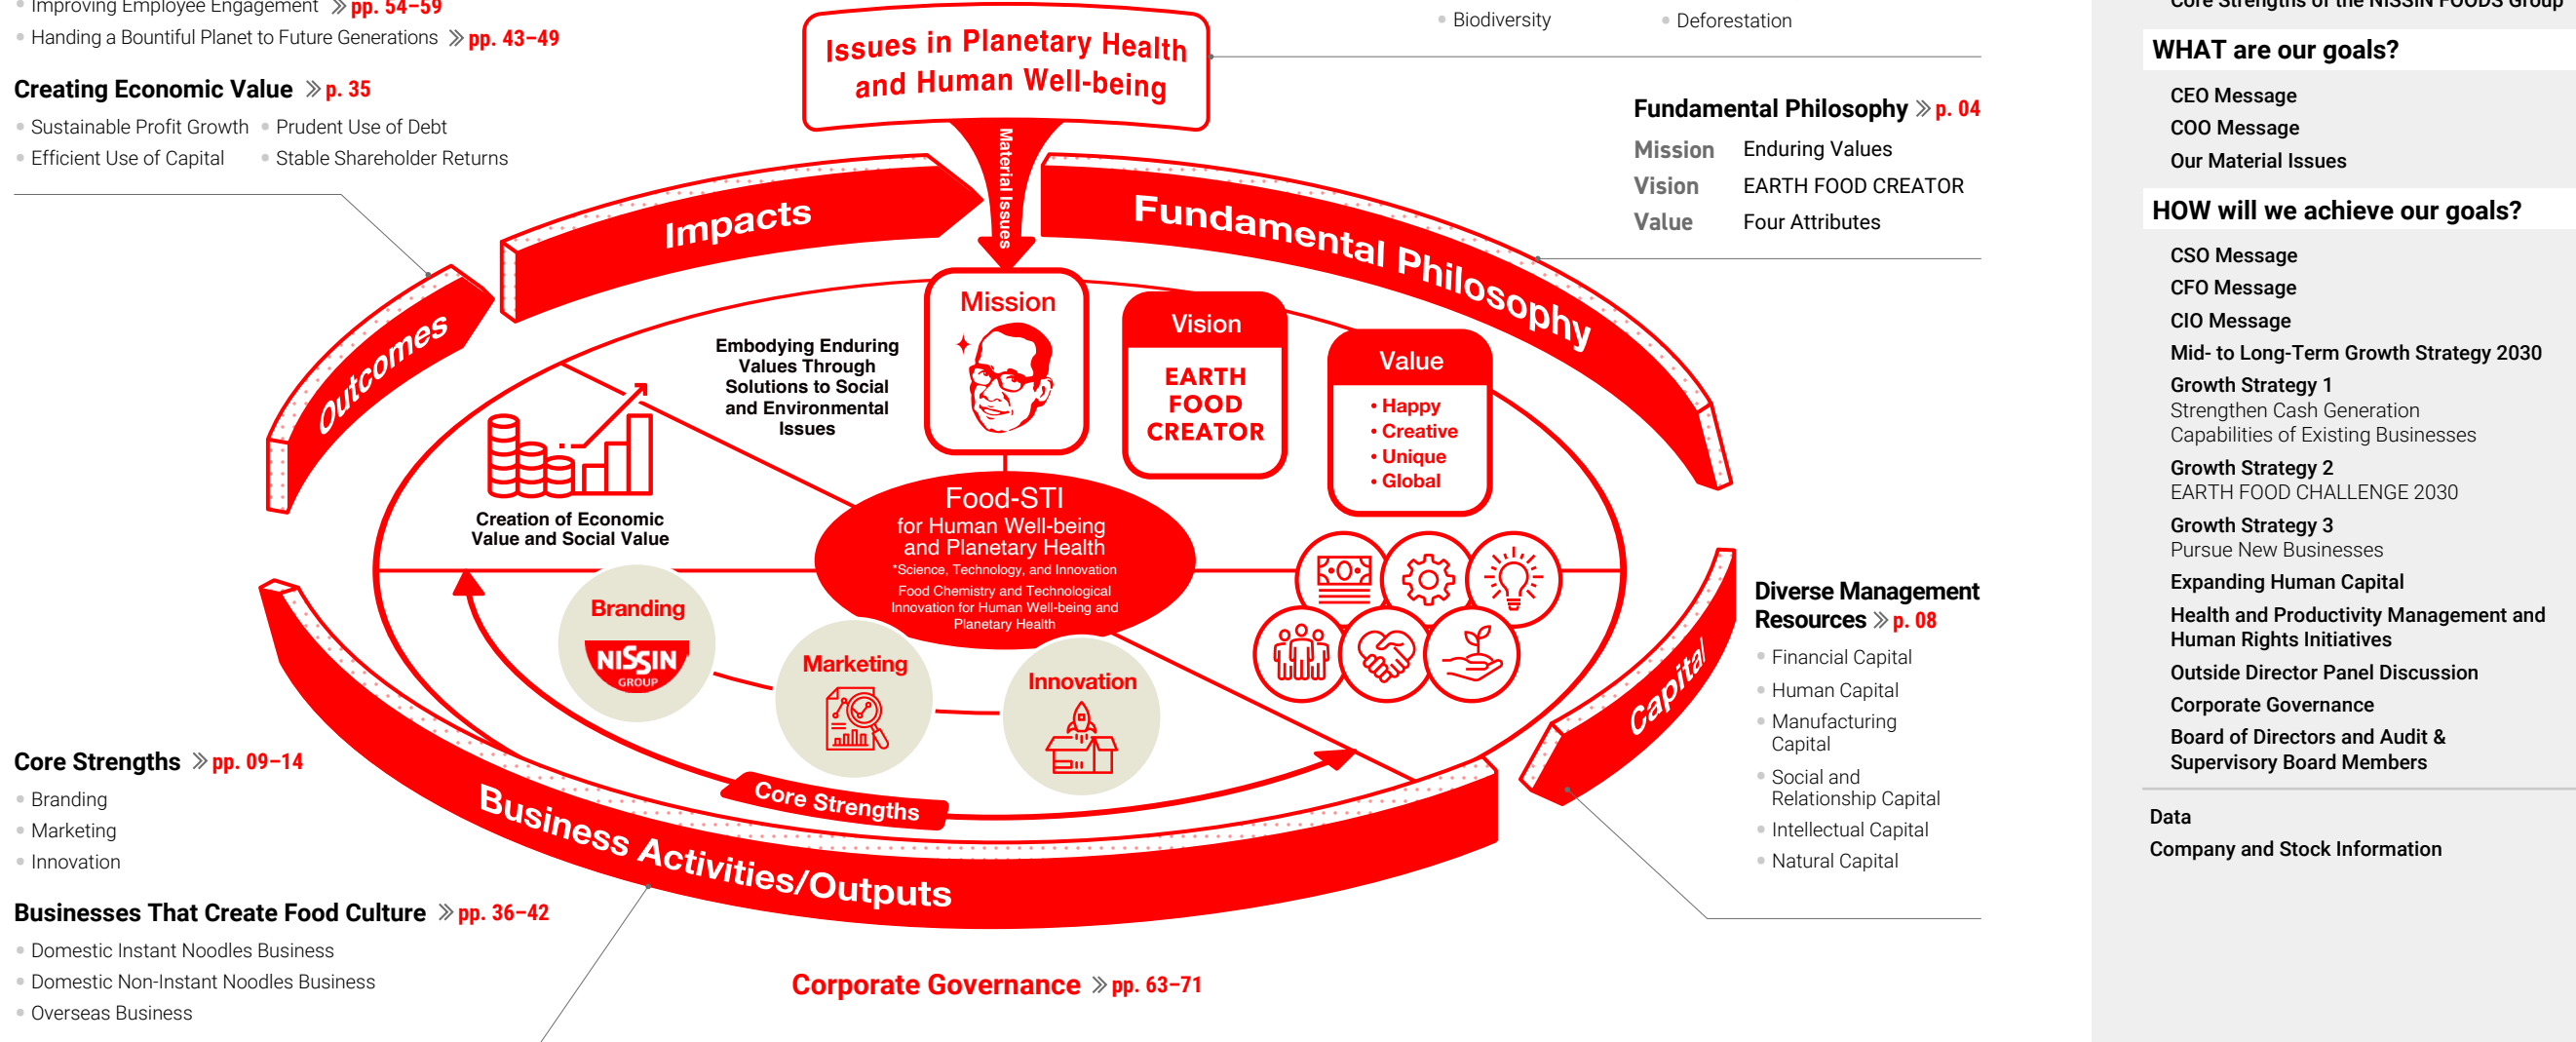 Improving Employee Engagement pp. 54–59
Handing a Bountiful Planet to Future Generations pp. 43–49
Creating Economic Value p. 35
Sustainable Profit Growth
Prudent Use of Debt
Efficient Use of Capital
Stable Shareholder Returns
Issues in Planetary Health
and Human Well-being
Biodiversity
Deforestation
Fundamental Philosophy p. 04
Mission Enduring Values
Vision EARTH FOOD CREATOR
Value Four Attributes
Material Issues
Impacts
Fundamental Philosophy
Outcomes
Mission
Vision
EARTH
FOOD
CREATOR
Value
• Happy
• Creative
• Unique
• Global
Embodying Enduring
Values Through
Solutions to Social
and Environmental
Issues
Creation of Economic
Value and Social Value
Food-STI
for Human Well-being
and Planetary Health
*Science, Technology, and Innovation
Food Chemistry and Technological
Innovation for Human Well-being and
Planetary Health
Branding
NISSIN
GROUP
Marketing
Innovation
Core Strengths
Capital
Business Activities/Outputs
Diverse Management
Resources p. 08
Financial Capital
Human Capital
Manufacturing
Capital
Social and
Relationship Capital
Intellectual Capital
Natural Capital
Core Strengths pp. 09–14
Branding
Marketing
Innovation
Businesses That Create Food Culture pp. 36–42
Domestic Instant Noodles Business
Domestic Non-Instant Noodles Business
Overseas Business
Corporate Governance pp. 63–71
Core Strengths of the NISSIN FOODS Group
WHAT are our goals?
CEO Message
COO Message
Our Material Issues
HOW will we achieve our goals?
CSO Message
CFO Message
CIO Message
Mid- to Long-Term Growth Strategy 2030
Growth Strategy 1
Strengthen Cash Generation
Capabilities of Existing Businesses
Growth Strategy 2
EARTH FOOD CHALLENGE 2030
Growth Strategy 3
Pursue New Businesses
Expanding Human Capital
Health and Productivity Management and
Human Rights Initiatives
Outside Director Panel Discussion
Corporate Governance
Board of Directors and Audit &
Supervisory Board Members
Data
Company and Stock Information